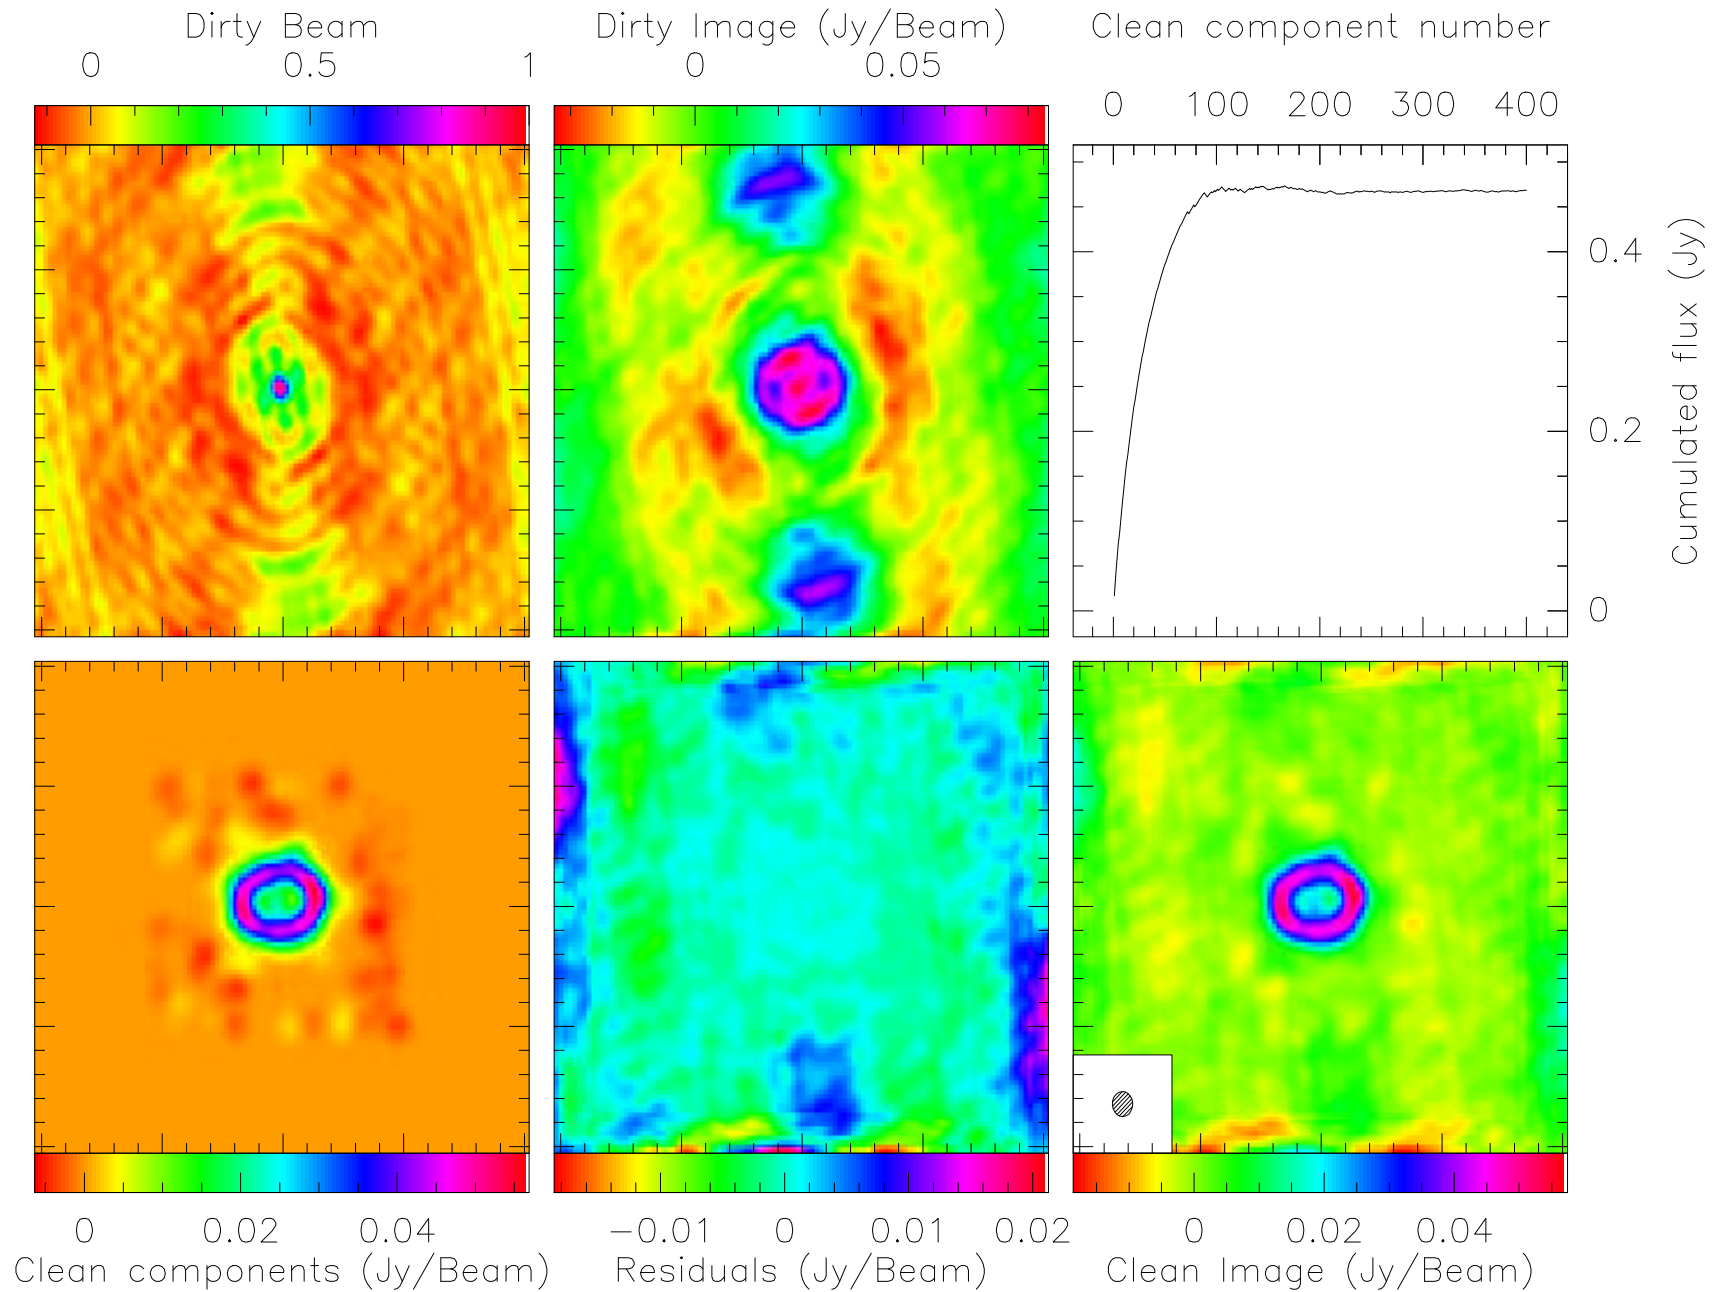 Dirty Beam
0 0.5 1
Dirty Image (Jy/Beam)
0 0.05
Clean component number
0 100 200 300 400
0.4
0.2
0
Cumulated flux (Jy)
0 0.02 0.04
Clean components (Jy/Beam)
−0.01 0 0.01 0.02
Residuals (Jy/Beam)
0 0.02 0.04
Clean Image (Jy/Beam)